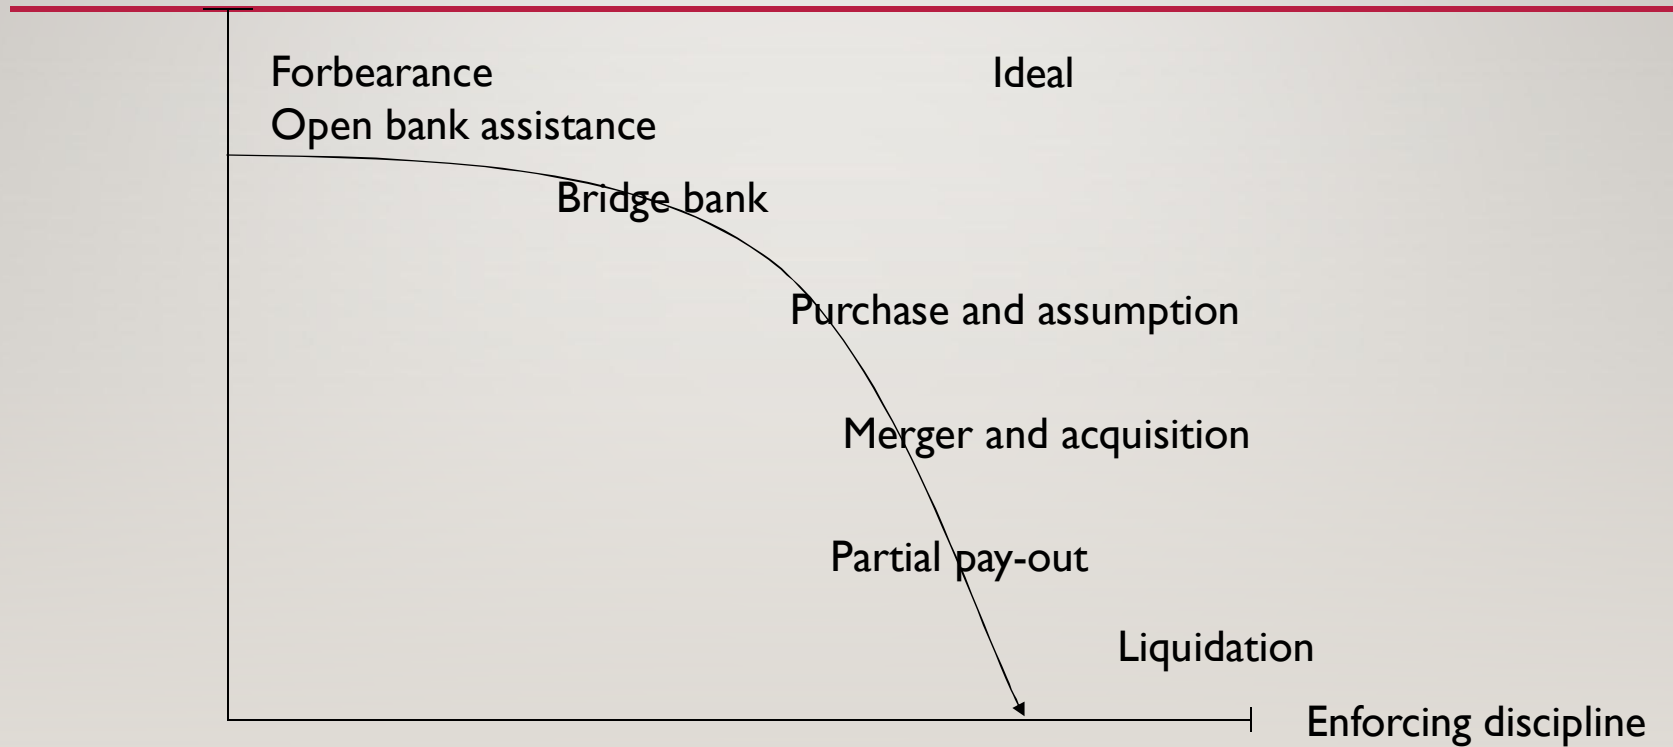 Forbearance
Ideal
Open bank assistance
Bridge bank
Purchase and assumption
Merger and acquisition
Partial pay-out
Liquidation
Enforcing discipline